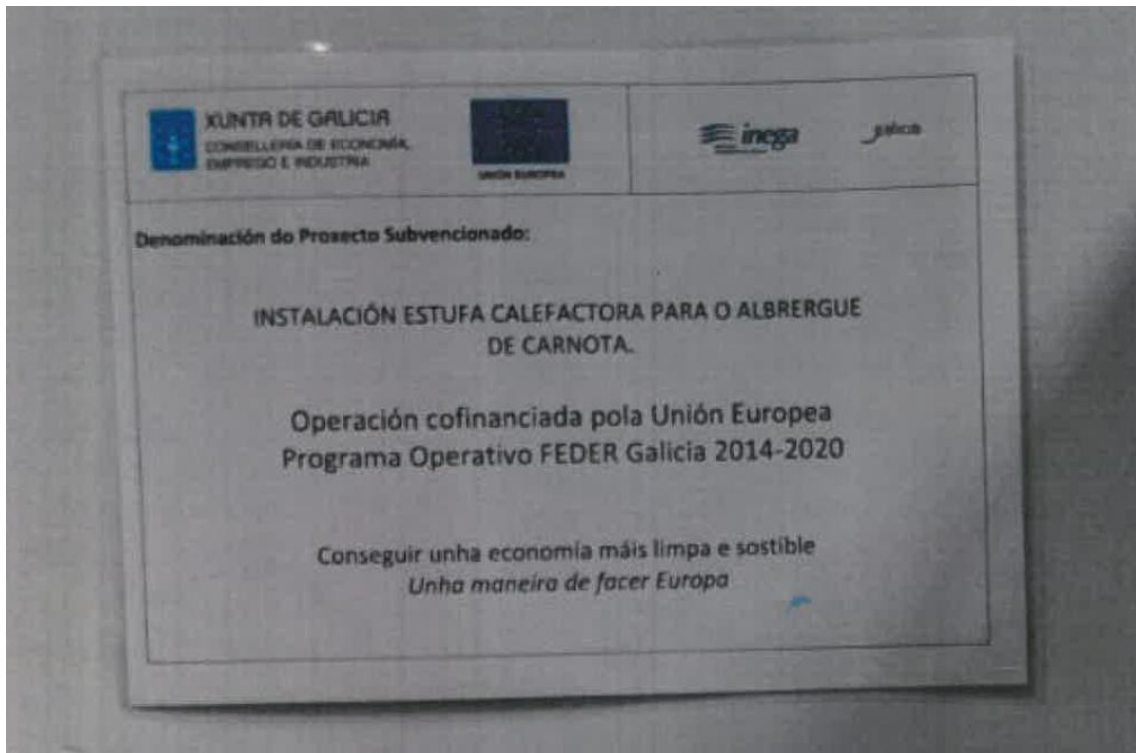 XUNTA DE GALICIA
CONSELLERÍA DE ECONOMÍA,
EMPREGO E INDUSTRIA
UNIÓN EUROPEA
inega
galicia
Denominación do Proxecto Subvencionado:
INSTALACIÓN ESTUFA CALEFACTORA PARA O ALBRERGUE
DE CARNOTA.
Operación cofinanciada pola Unión Europea
Programa Operativo FEDER Galicia 2014-2020
Conseguir unha economía máis limpa e sostible
Unha maneira de facer Europa